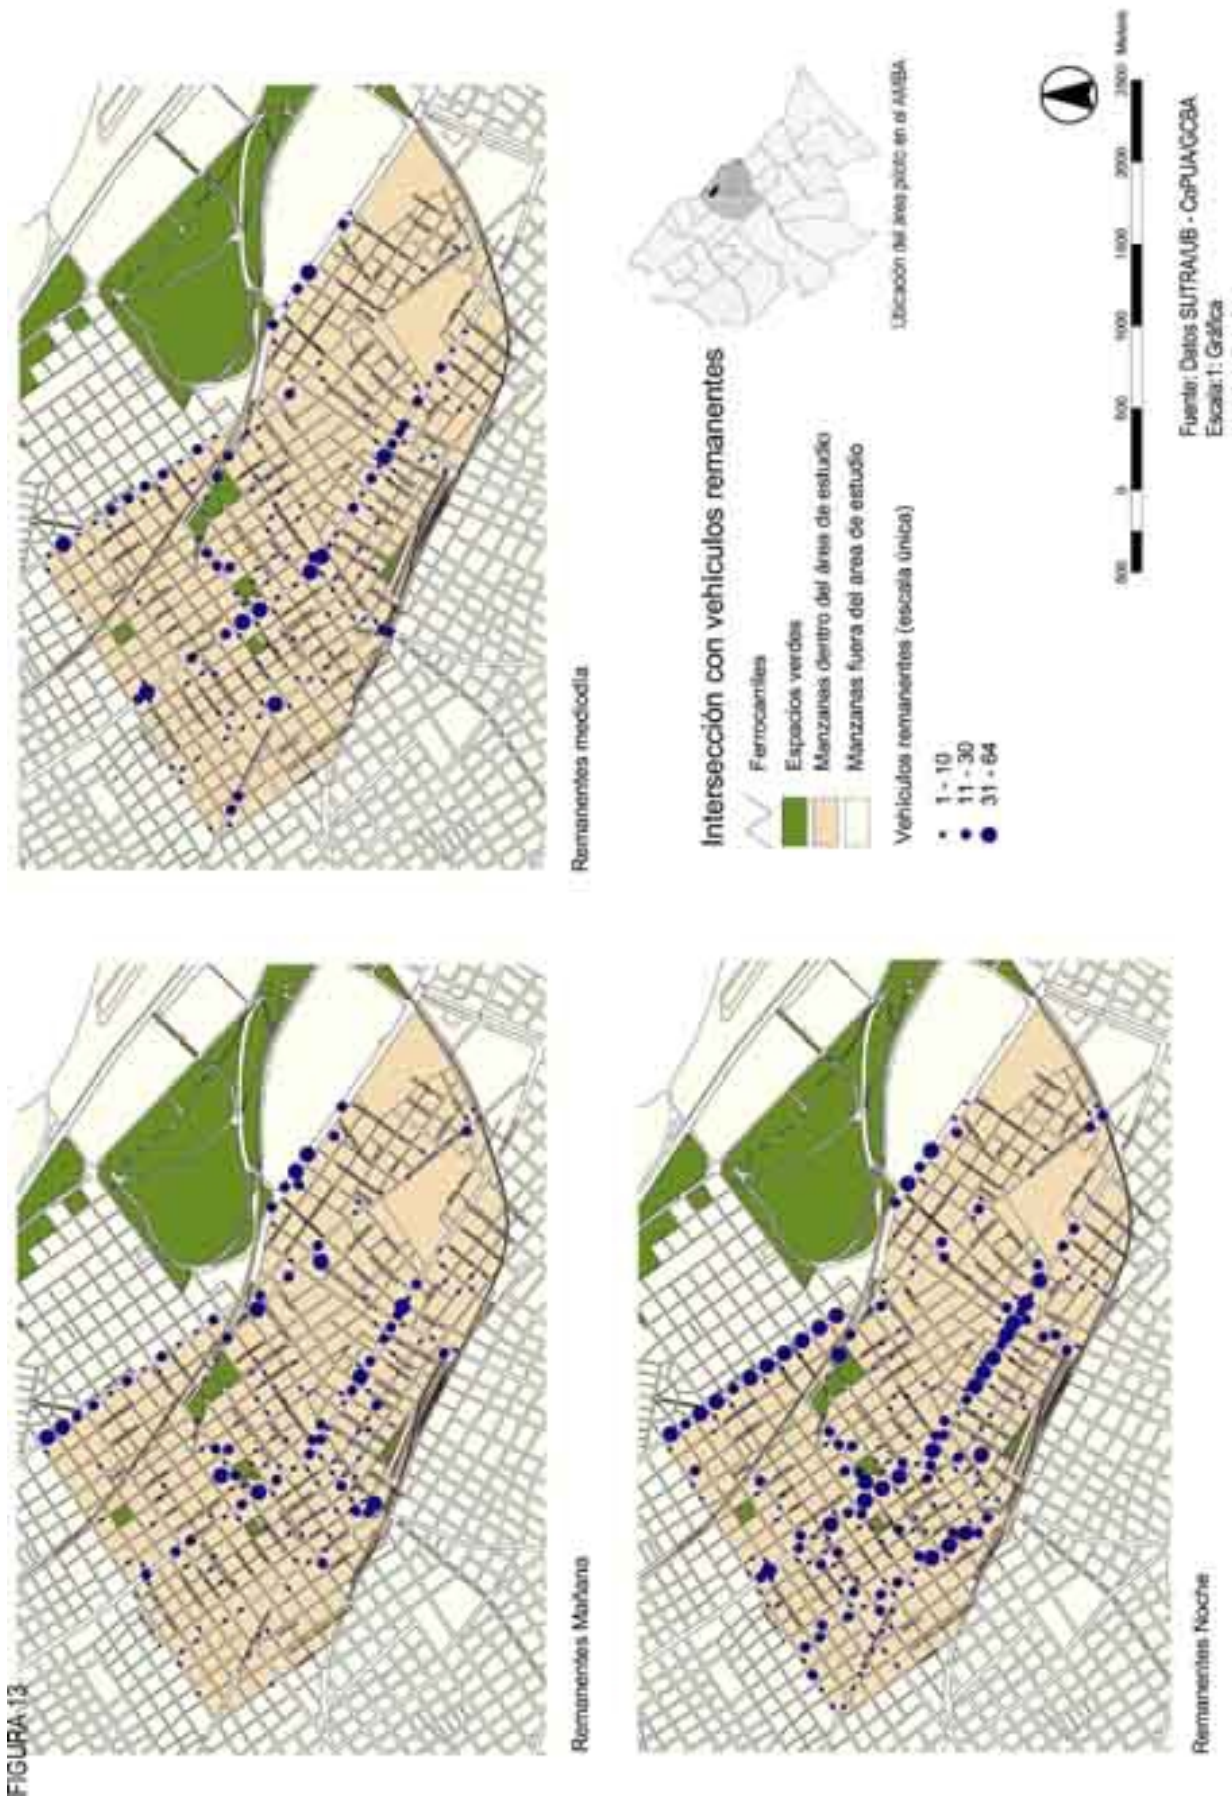 FIGURA 13
Remanentes Mañana
Remanentes mediodía
Remanentes Noche
Intersección con vehículos remanentes
Ferrocarriles
Espacios verdes
Manzanas dentro del área de estudio
Manzanas fuera del area de estudio
Vehículos remanentes (escala única)
1 - 10
11 - 30
31 - 64
Ubicación del area piloto en el AMBA
500 0 500 1000 1500 2000 2500 Meters
Fuente: Datos SUTRA/UB - CoPUA/GCBA
Escala:1: Gráfica